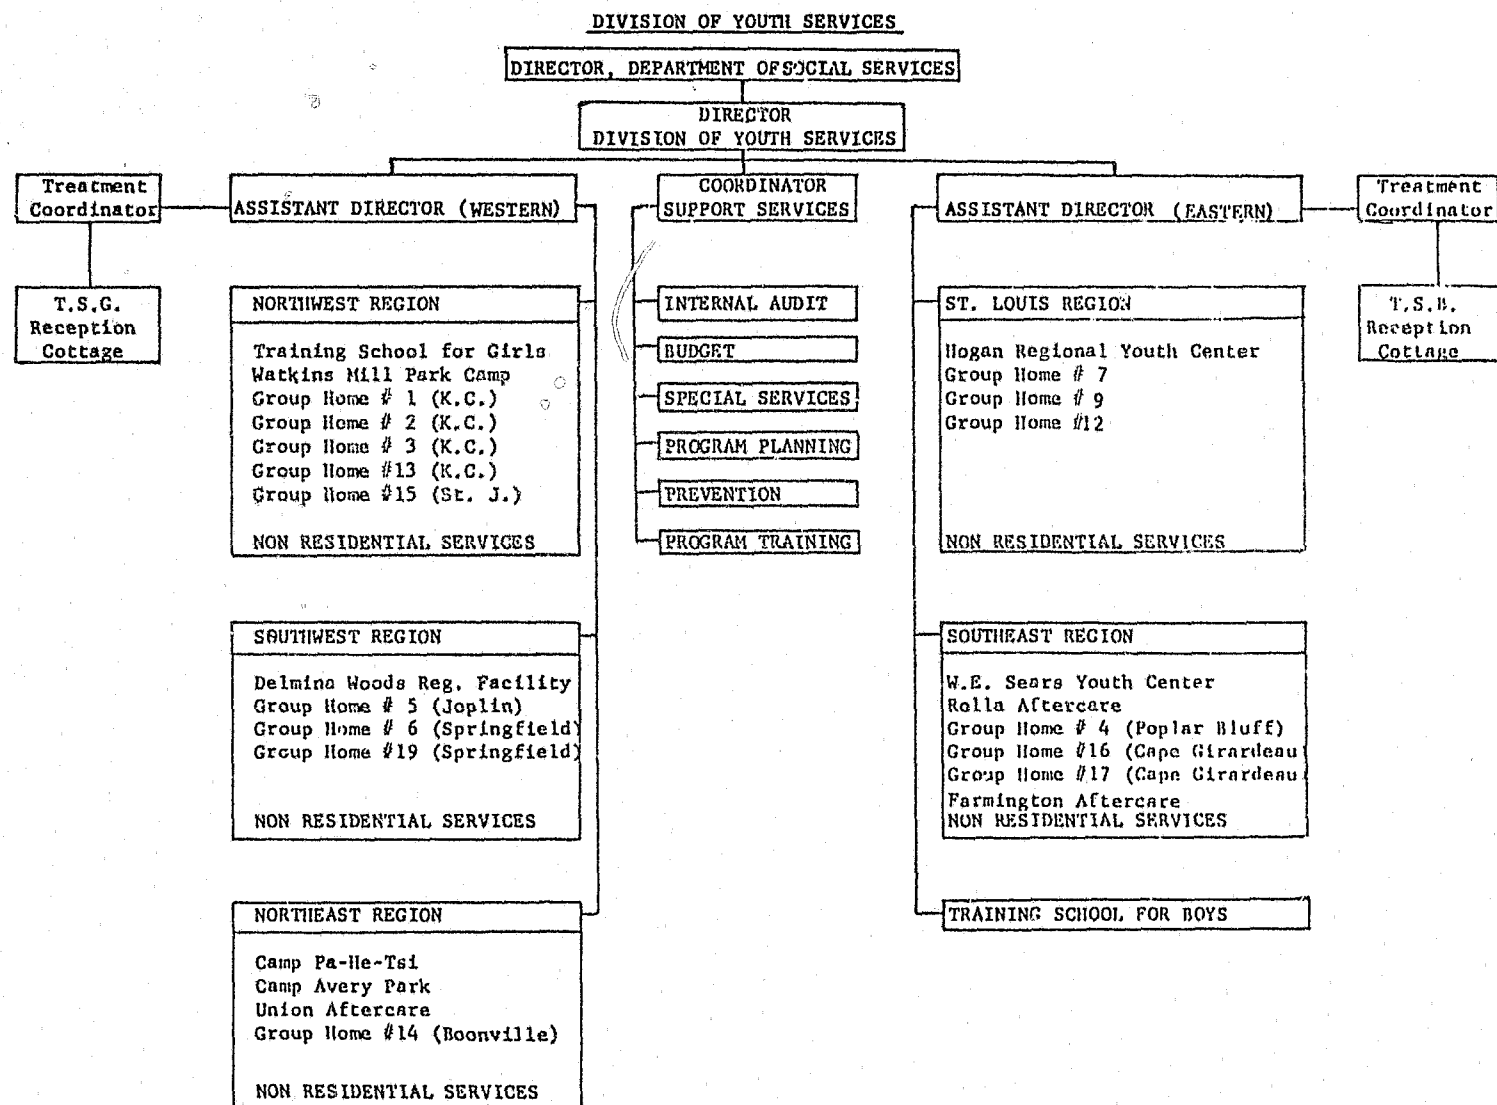 DIVISION OF YOUTH SERVICES
DIRECTOR, DEPARTMENT OF SOCIAL SERVICES
DIRECTOR
DIVISION OF YOUTH SERVICES
Treatment
Coordinator
ASSISTANT DIRECTOR (WESTERN)
COORDINATOR
SUPPORT SERVICES
ASSISTANT DIRECTOR (EASTERN)
Treatment
Coordinator
T.S.G.
Reception
Cottage
NORTHWEST REGION
Training School for Girls
Watkins Mill Park Camp
Group Home # 1 (K.C.)
Group Home # 2 (K.C.)
Group Home # 3 (K.C.)
Group Home #13 (K.C.)
Group Home #15 (St. J.)
NON RESIDENTIAL SERVICES
INTERNAL AUDIT
BUDGET
SPECIAL SERVICES
PROGRAM PLANNING
PREVENTION
PROGRAM TRAINING
ST. LOUIS REGION
Hogan Regional Youth Center
Group Home # 7
Group Home # 9
Group Home #12
NON RESIDENTIAL SERVICES
T.S.B.
Reception
Cottage
SOUTHWEST REGION
Delmina Woods Reg. Facility
Group Home # 5 (Joplin)
Group Home # 6 (Springfield)
Group Home #19 (Springfield)
NON RESIDENTIAL SERVICES
SOUTHEAST REGION
W.E. Sears Youth Center
Rolla Aftercare
Group Home # 4 (Poplar Bluff)
Group Home #16 (Cape Girardeau
Group Home #17 (Cape Girardeau
Farmington Aftercare
NON RESIDENTIAL SERVICES
NORTHEAST REGION
Camp Pa-He-Tsi
Camp Avery Park
Union Aftercare
Group Home #14 (Boonville)
NON RESIDENTIAL SERVICES
TRAINING SCHOOL FOR BOYS